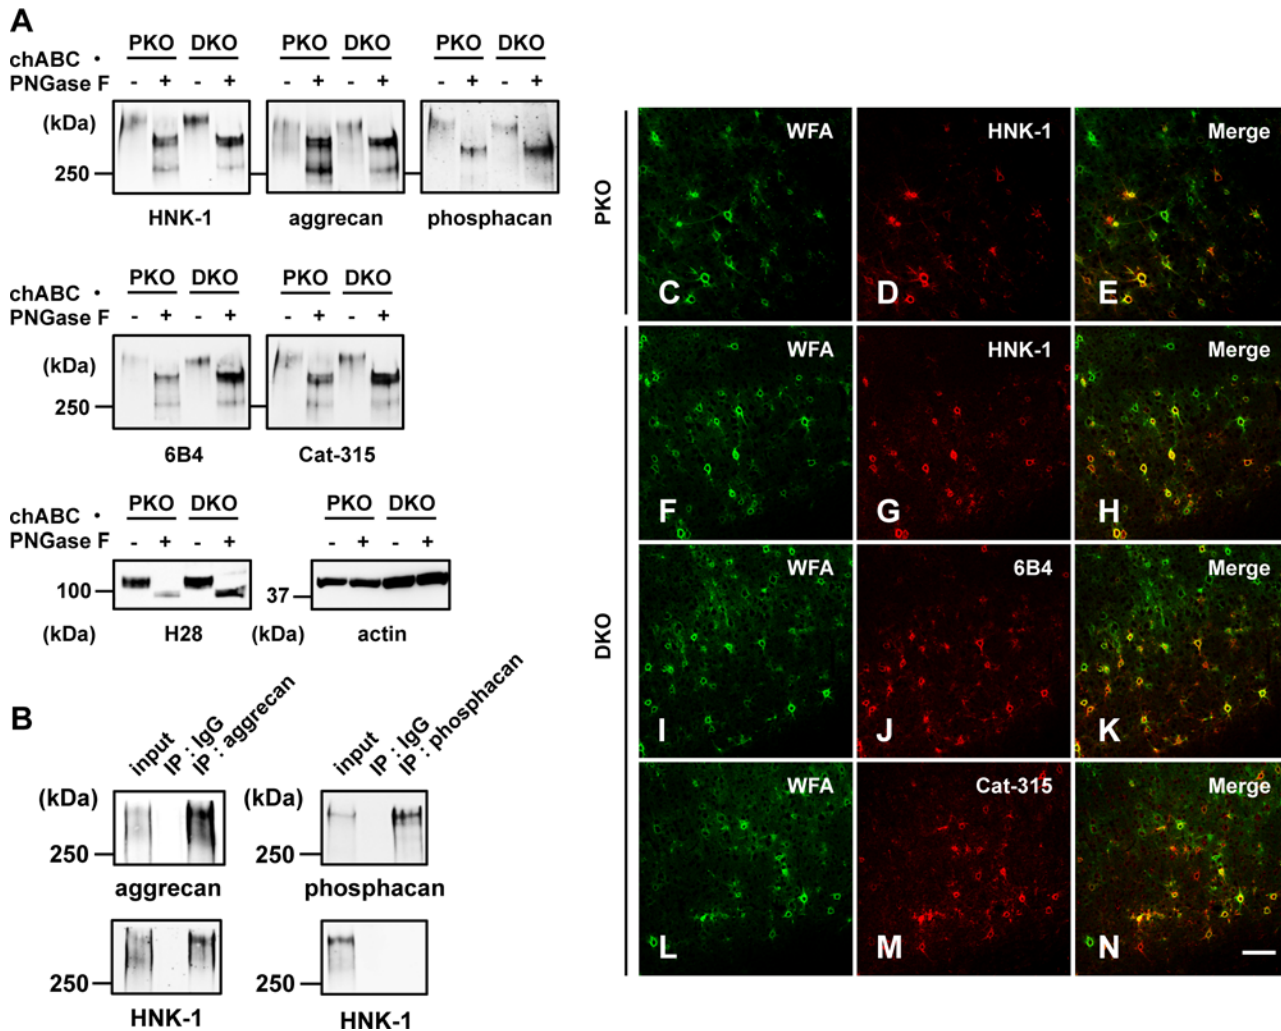 A
PKO DKO PKO DKO PKO DKO
chABC ·
PNGase F - + - + - + - + - + - +
(kDa)
250
HNK-1 aggrecan phosphacan
PKO DKO PKO DKO
chABC ·
PNGase F - + - + - + - +
(kDa)
250
6B4 Cat-315
PKO DKO PKO DKO
chABC ·
PNGase F - + - + - + - +
100 37
(kDa) H28 (kDa) actin
B
input IP : IgG IP : aggrecan input IP : IgG IP : phosphacan
(kDa) (kDa)
250 250
aggrecan phosphacan
250 250
HNK-1 HNK-1
PKO
WFA HNK-1 Merge
C D E
DKO
WFA HNK-1 Merge
F G H
WFA 6B4 Merge
I J K
WFA Cat-315 Merge
L M N